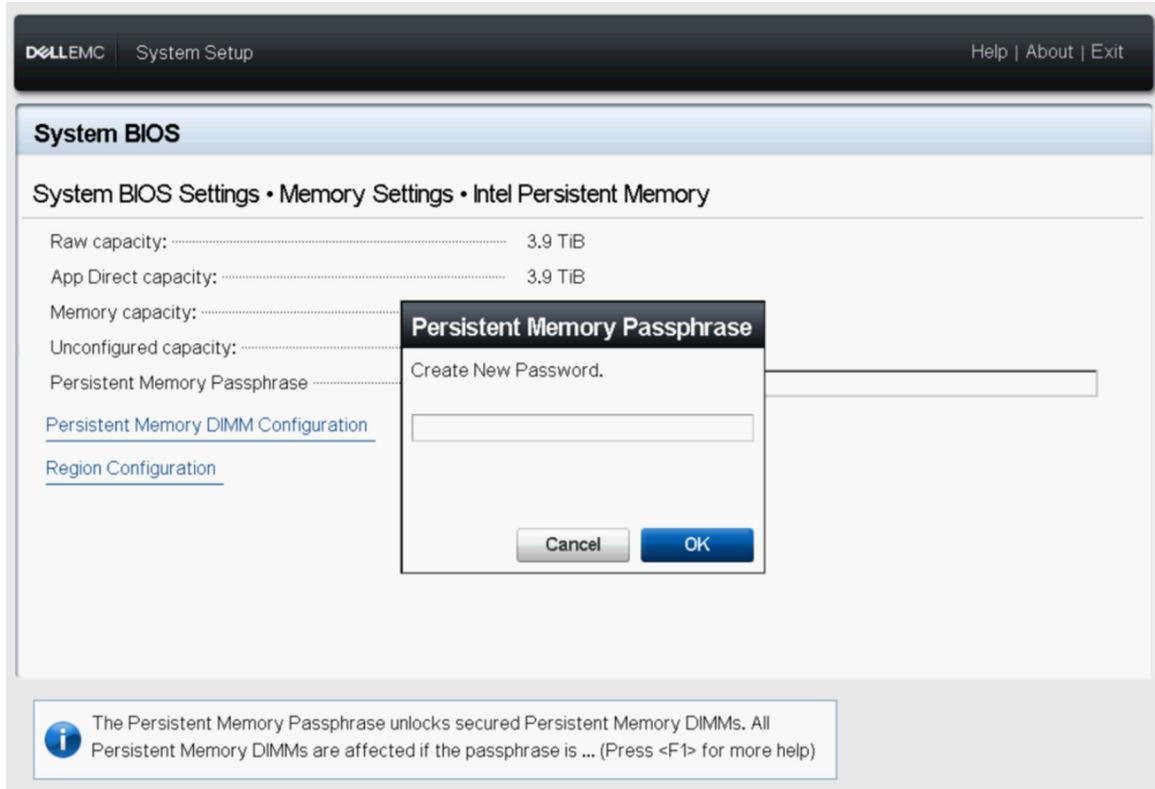 DELLEMC System Setup Help | About | Exit
System BIOS
System BIOS Settings • Memory Settings • Intel Persistent Memory
Raw capacity: 3.9 TiB
App Direct capacity: 3.9 TiB
Memory capacity:
Unconfigured capacity:
Persistent Memory Passphrase
Persistent Memory DIMM Configuration
Region Configuration
Persistent Memory Passphrase
Create New Password.
Cancel OK
The Persistent Memory Passphrase unlocks secured Persistent Memory DIMMs. All
Persistent Memory DIMMs are affected if the passphrase is ... (Press <F1> for more help)